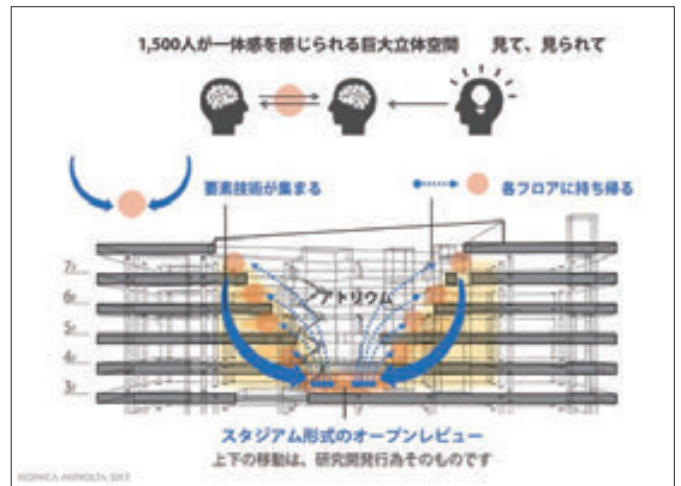 1,500人が一体感を感じられる巨大立体空間　見て、見られて
要素技術が集まる
各フロアに持ち帰る
7F
アトリウム
6F
5F
4F
3F
スタジアム形式のオープンレビュー
上下の移動は、研究開発行為そのものです
KONICA MINOLTA SKT